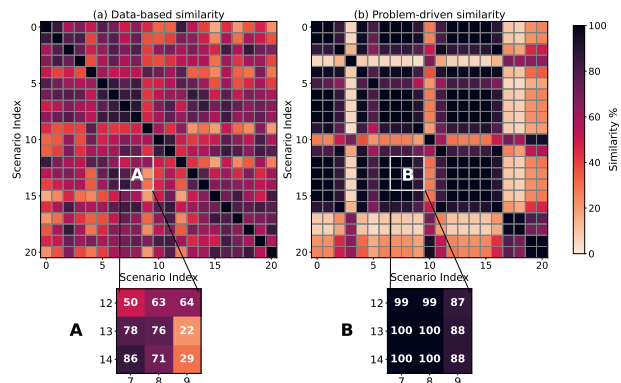 (a) Data-based similarity
(b) Problem-driven similarity
Scenario Index
0
5
10
15
20
0 5 10 15 20
Scenario Index
A
Scenario Index
0
5
10
15
20
0 5 10 15 20
Scenario Index
B
100
80
60
40
20
0
Similarity %
A
12 50 63 64
13 78 76 22
14 86 71 29
7 8 9
B
12 99 99 87
13 100 100 88
14 100 100 88
7 8 9